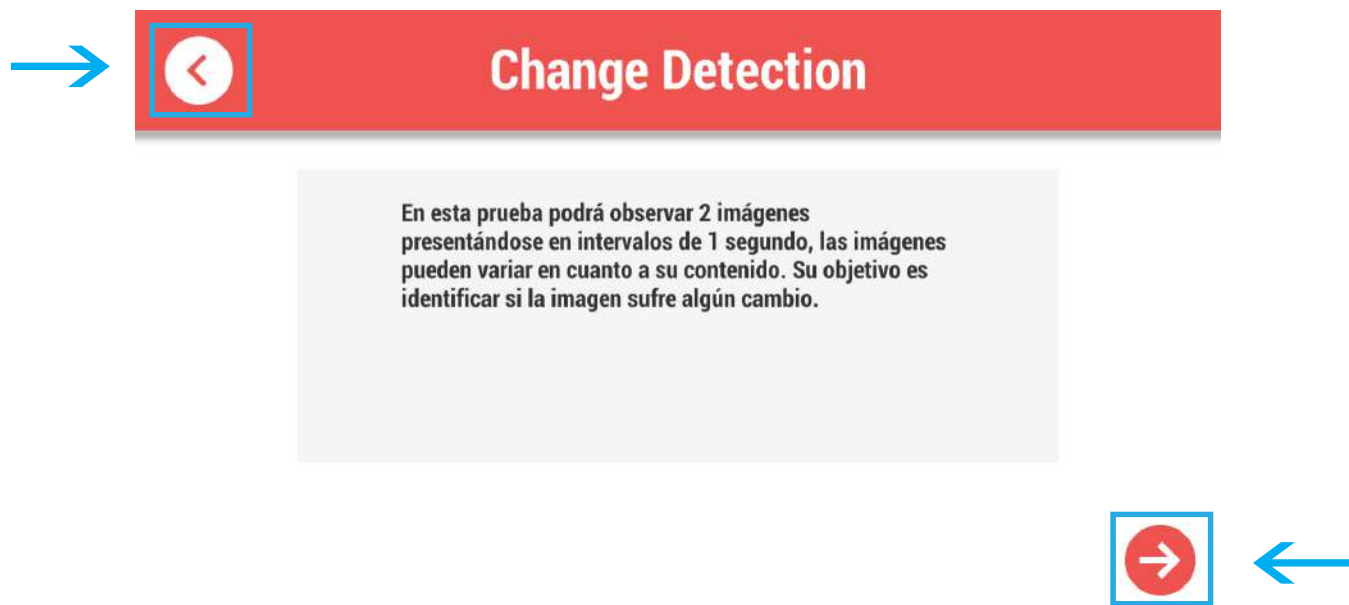 Change Detection
En esta prueba podrá observar 2 imágenes
presentándose en intervalos de 1 segundo, las imágenes
pueden variar en cuanto a su contenido. Su objetivo es
identificar si la imagen sufre algún cambio.